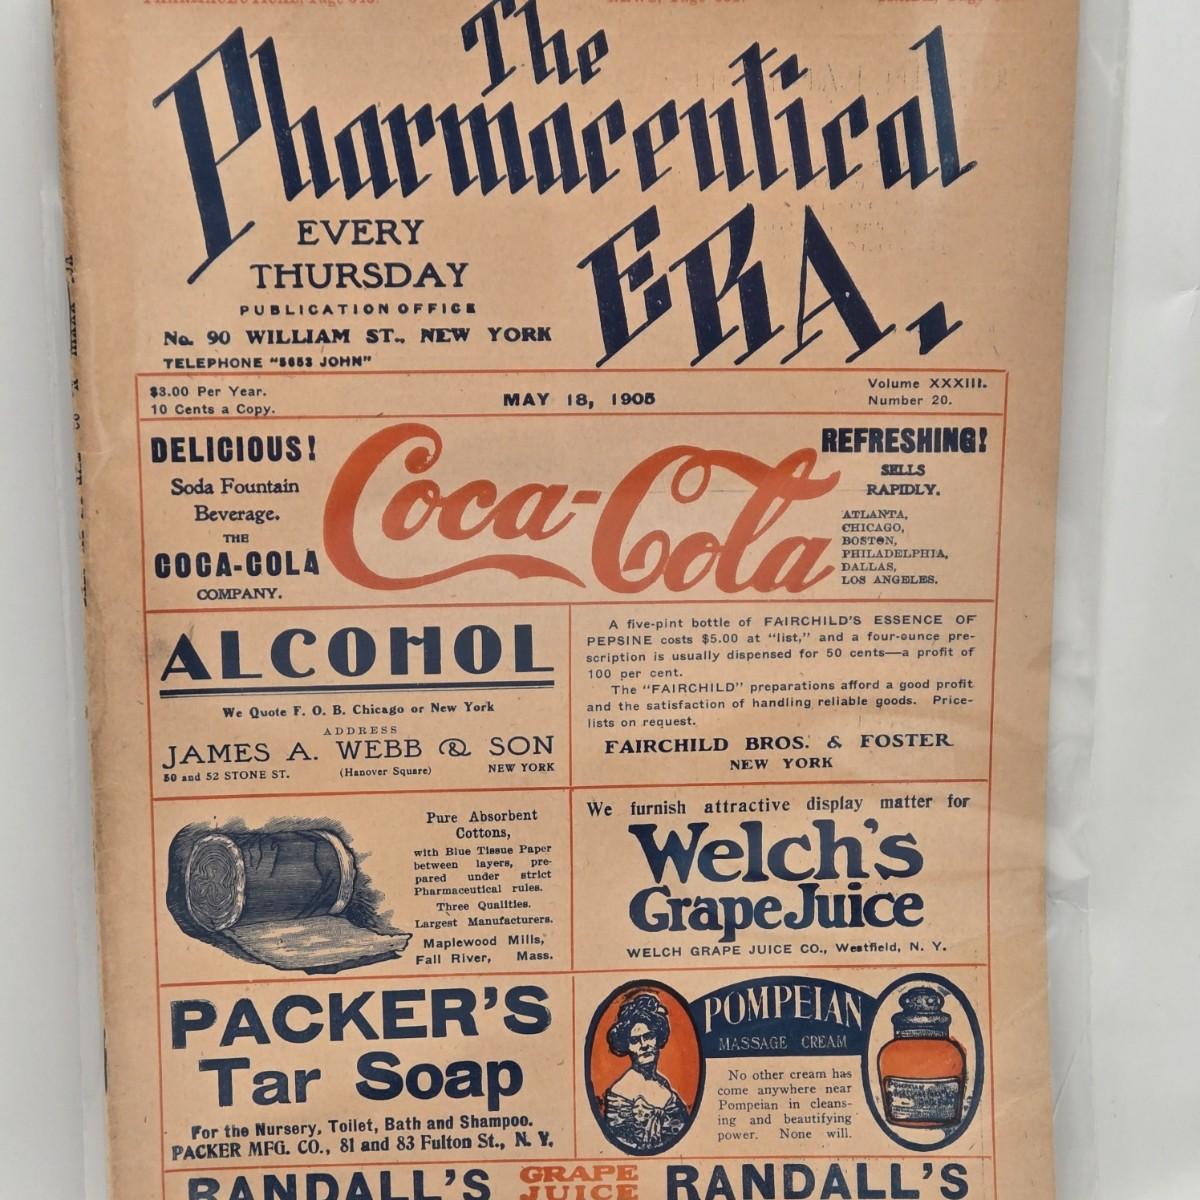 The
Pharmaceutical
ERA.
EVERY
THURSDAY
PUBLICATION OFFICE
No. 90 WILLIAM ST., NEW YORK
TELEPHONE "5653 JOHN"
$3.00 Per Year.
10 Cents a Copy.
MAY 18, 1905
Volume XXXIII.
Number 20.
DELICIOUS!
Soda Fountain
Beverage.
THE
COCA-COLA
COMPANY.
Coca-Cola
REFRESHING!
SELLS
RAPIDLY.
ATLANTA,
CHICAGO,
BOSTON,
PHILADELPHIA,
DALLAS,
LOS ANGELES.
ALCOHOL
We Quote F. O. B. Chicago or New York
ADDRESS
JAMES A. WEBB & SON
50 and 52 STONE ST. (Hanover Square) NEW YORK
A five-pint bottle of FAIRCHILD'S ESSENCE OF
PEPSINE costs $5.00 at "list," and a four-ounce pre-
scription is usually dispensed for 50 cents—a profit of
100 per cent.
The "FAIRCHILD" preparations afford a good profit
and the satisfaction of handling reliable goods. Price-
lists on request.
FAIRCHILD BROS. & FOSTER
NEW YORK
Pure Absorbent
Cottons,
with Blue Tissue Paper
between layers, pre-
pared under strict
Pharmaceutical rules.
Three Qualities.
Largest Manufacturers.
Maplewood Mills,
Fall River, Mass.
We furnish attractive display matter for
Welch's
Grape Juice
WELCH GRAPE JUICE CO., Westfield, N. Y.
PACKER'S
Tar Soap
For the Nursery, Toilet, Bath and Shampoo.
PACKER MFG. CO., 81 and 83 Fulton St., N. Y.
POMPEIAN
MASSAGE CREAM
No other cream has
come anywhere near
Pompeian in cleans-
ing and beautifying
power. None will.
POMPEIAN
RANDALL'S GRAPE JUICE RANDALL'S